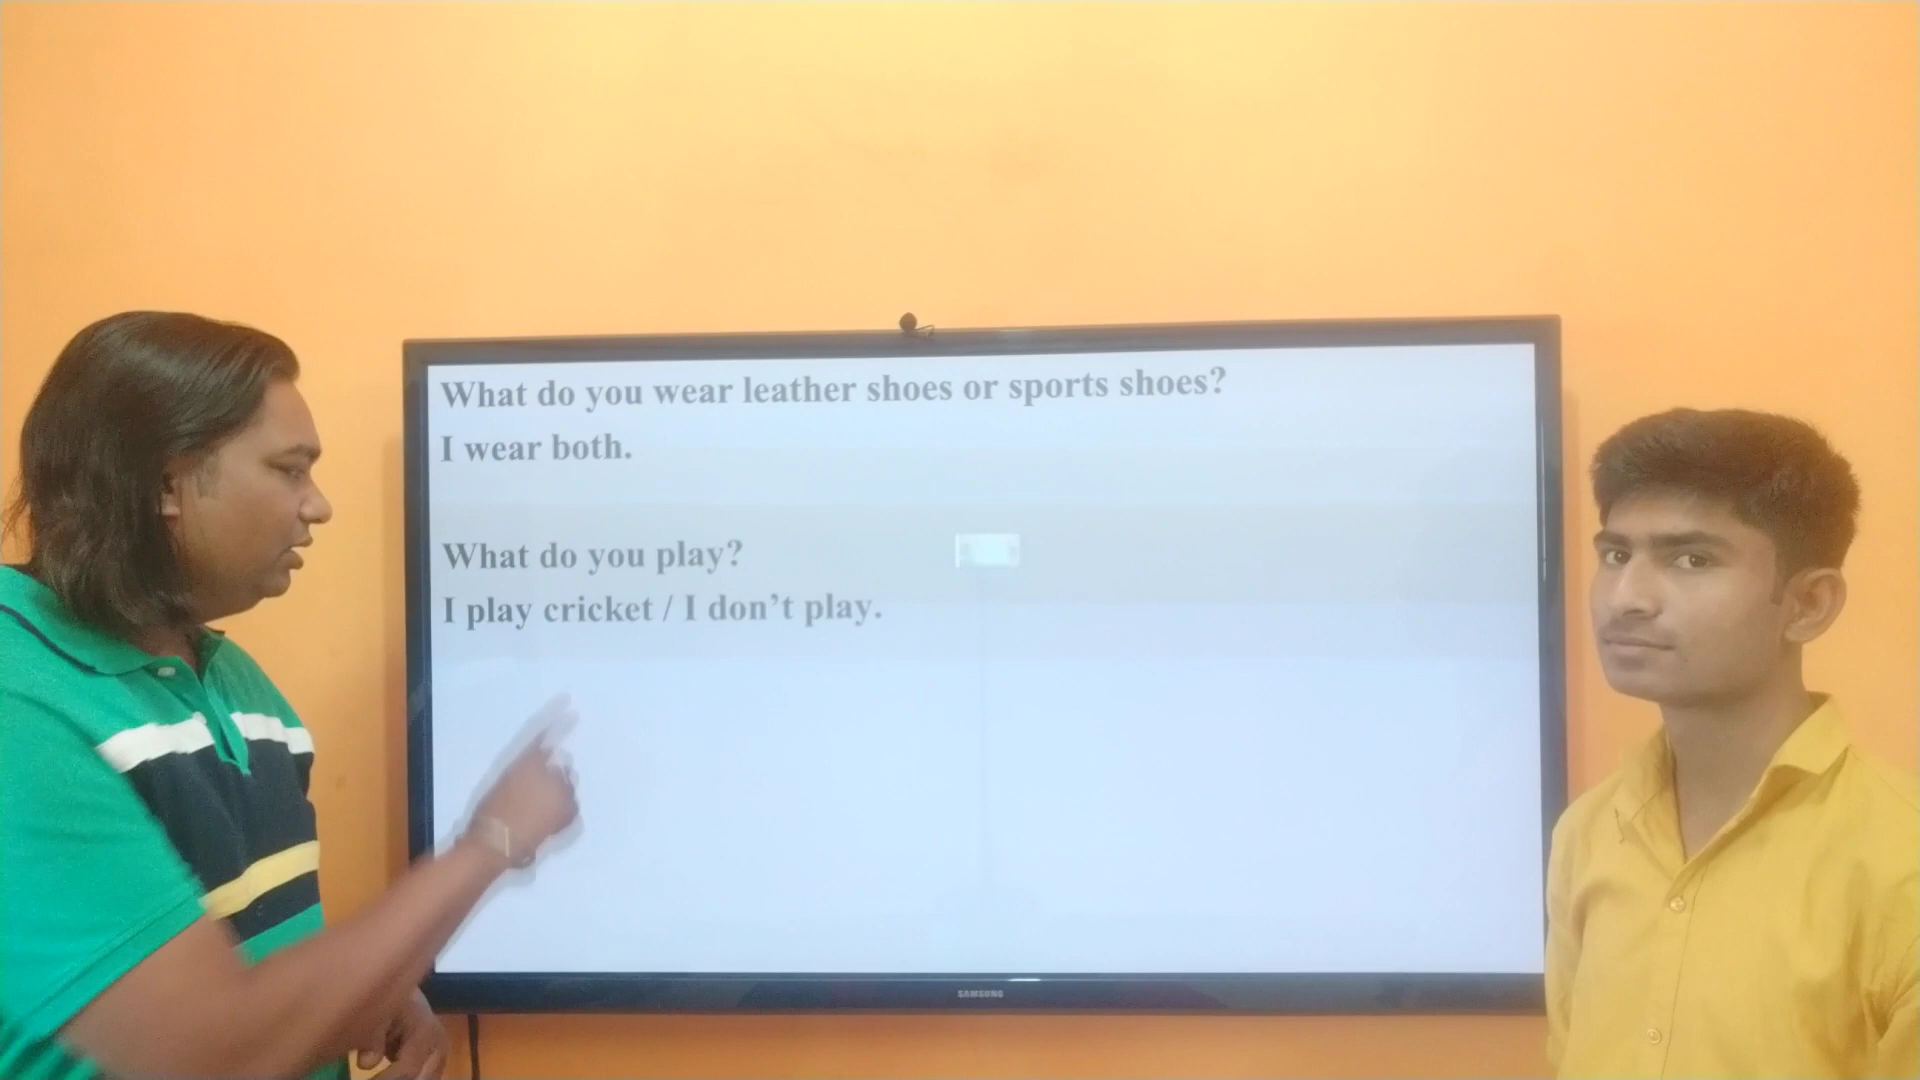 What do you wear leather shoes or sports shoes?
I wear both.
What do you play?
I play cricket / I don’t play.
SAMSUNG